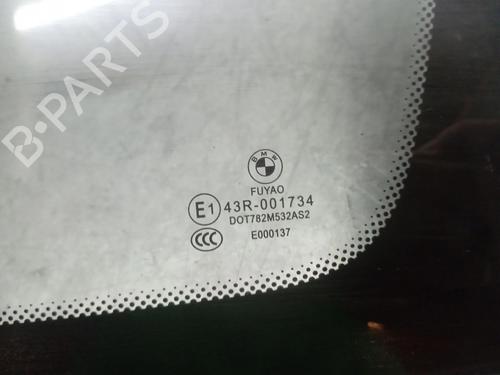 B-PARTS
BMW
FUYAO
E1 43R-001734
DOT782M532AS2
CCC E000137